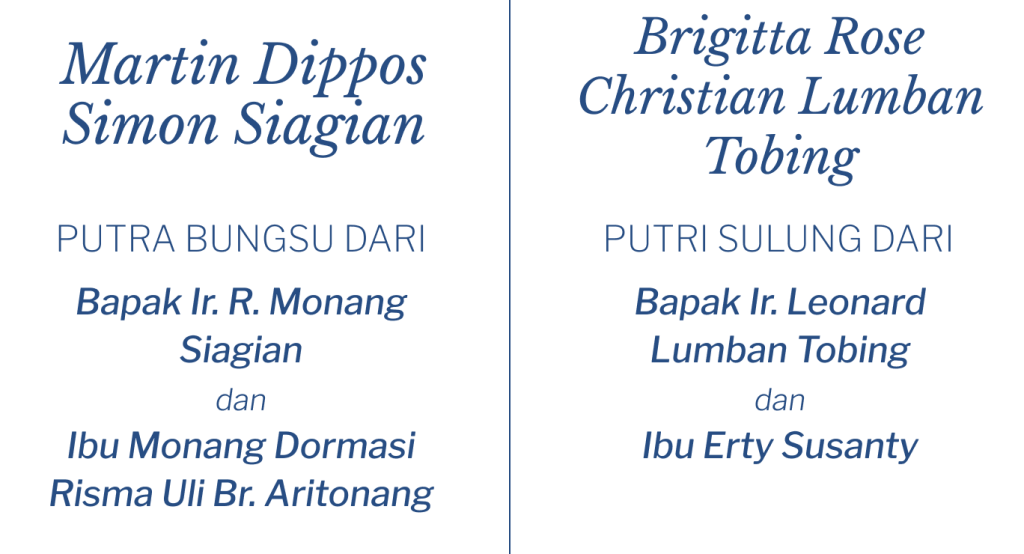 Martin Dippos
Simon Siagian
PUTRA BUNGSU DARI
Bapak Ir. R. Monang
Siagian
dan
Ibu Monang Dormasi
Risma Uli Br. Aritonang
Brigitta Rose
Christian Lumban
Tobing
PUTRI SULUNG DARI
Bapak Ir. Leonard
Lumban Tobing
dan
Ibu Erty Susanty